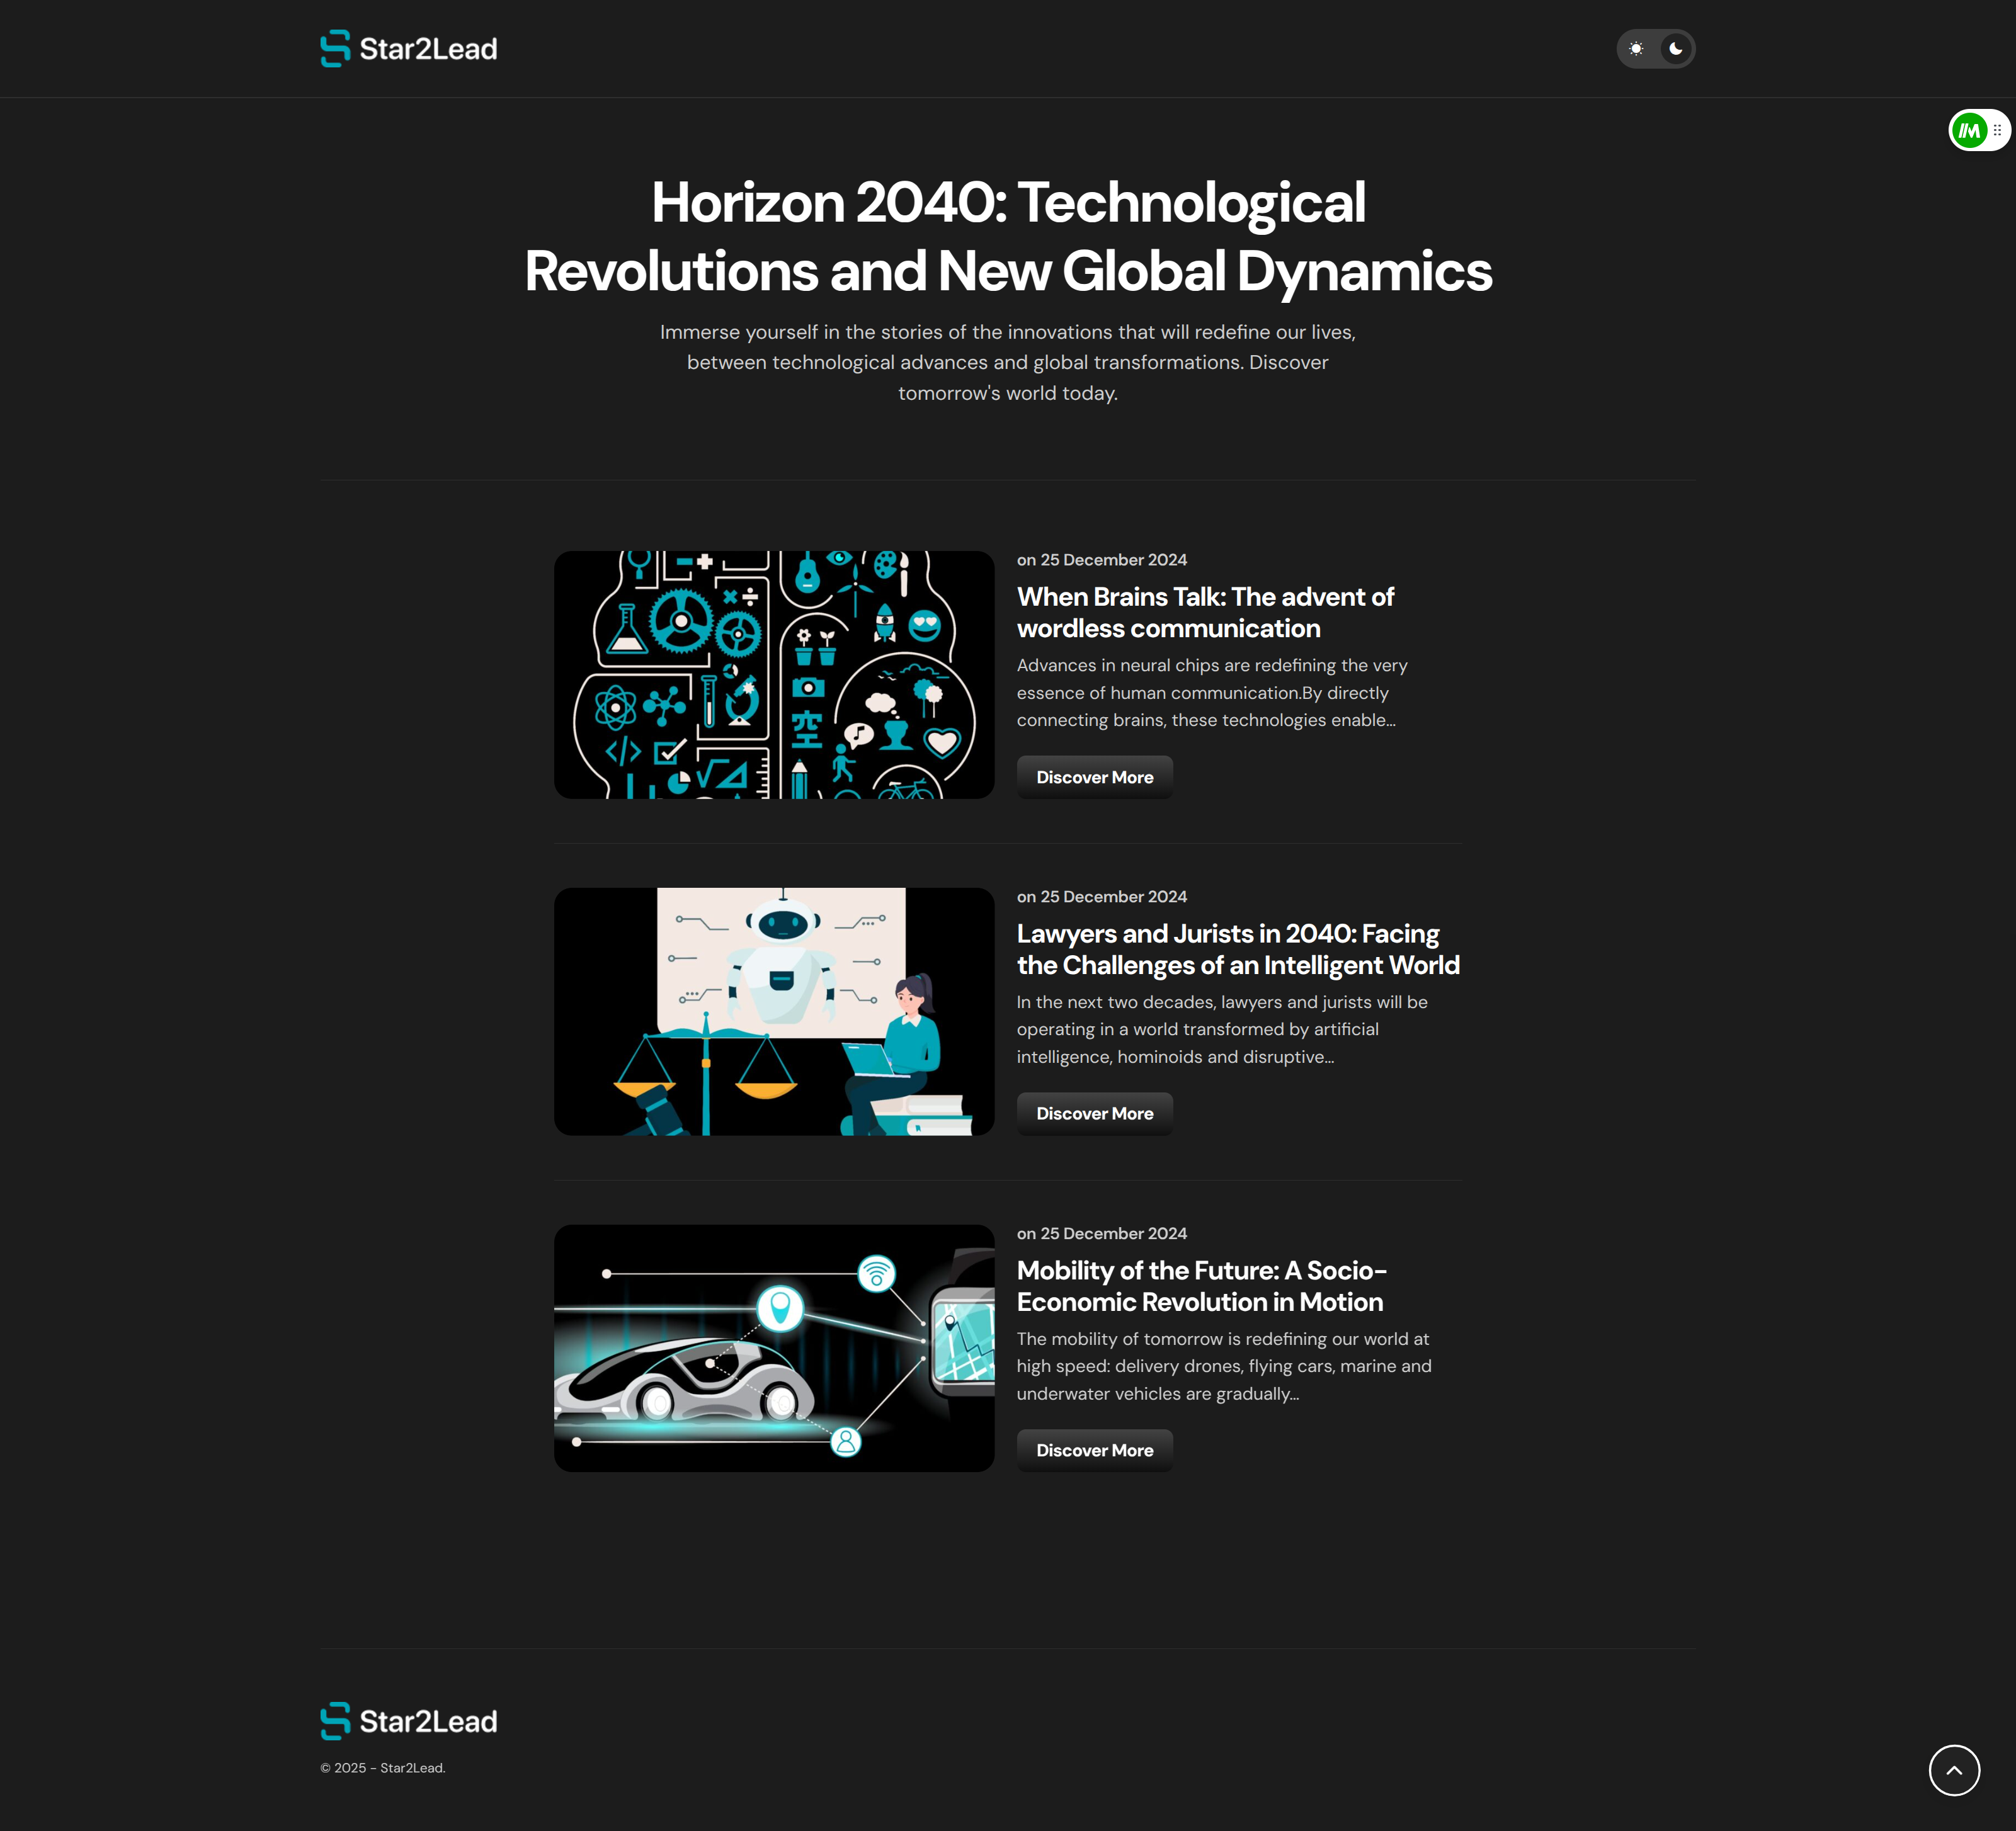 Star2Lead
Horizon 2040: Technological
Revolutions and New Global Dynamics
Immerse yourself in the stories of the innovations that will redefine our lives,
between technological advances and global transformations. Discover
tomorrow's world today.
on 25 December 2024
When Brains Talk: The advent of
wordless communication
Advances in neural chips are redefining the very
essence of human communication.By directly
connecting brains, these technologies enable...
空
Discover More
on 25 December 2024
Lawyers and Jurists in 2040: Facing
the Challenges of an Intelligent World
In the next two decades, lawyers and jurists will be
operating in a world transformed by artificial
intelligence, hominoids and disruptive...
Discover More
on 25 December 2024
Mobility of the Future: A Socio-
Economic Revolution in Motion
The mobility of tomorrow is redefining our world at
high speed: delivery drones, flying cars, marine and
underwater vehicles are gradually...
Discover More
Star2Lead
© 2025 - Star2Lead.